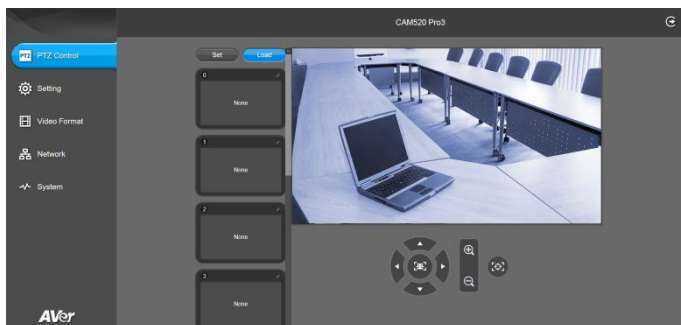 CAM520 Pro3
PTZ PTZ Control
Setting
Video Format
Network
System
Set Load
0
None
1
None
2
None
3
None
AVer